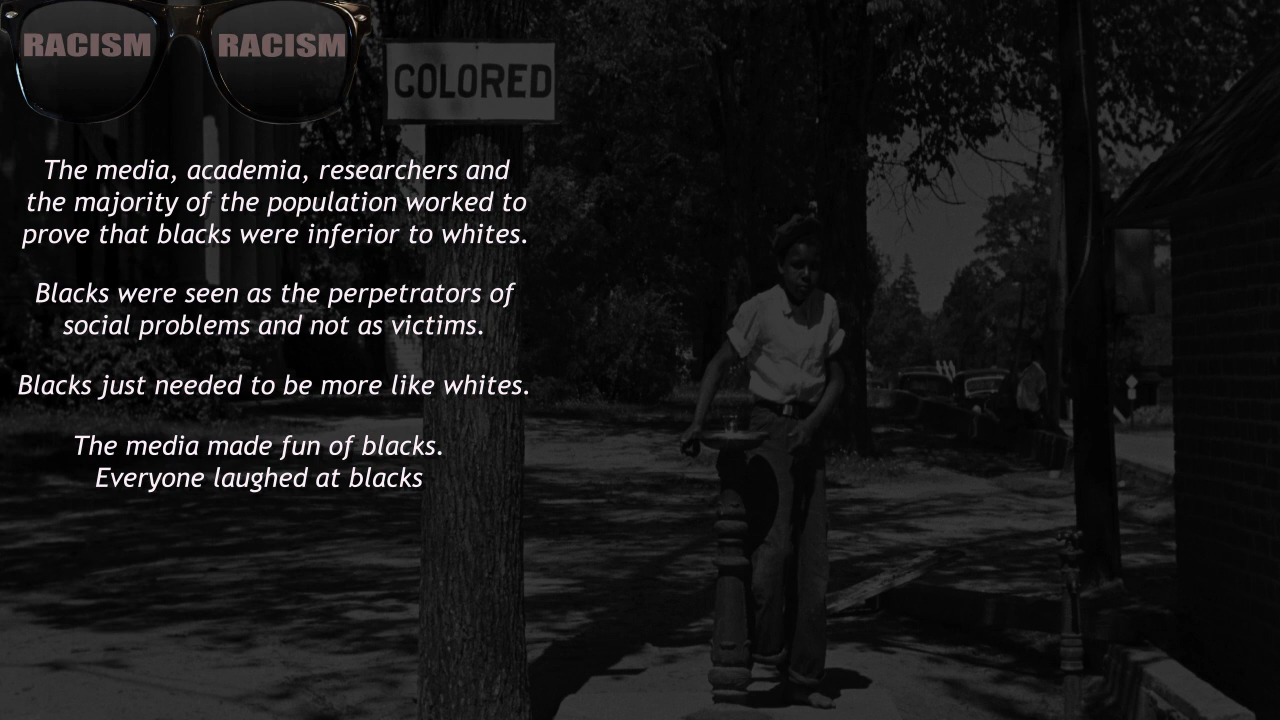 RACISM RACISM
COLORED
The media, academia, researchers and
the majority of the population worked to
prove that blacks were inferior to whites.
Blacks were seen as the perpetrators of
social problems and not as victims.
Blacks just needed to be more like whites.
The media made fun of blacks.
Everyone laughed at blacks